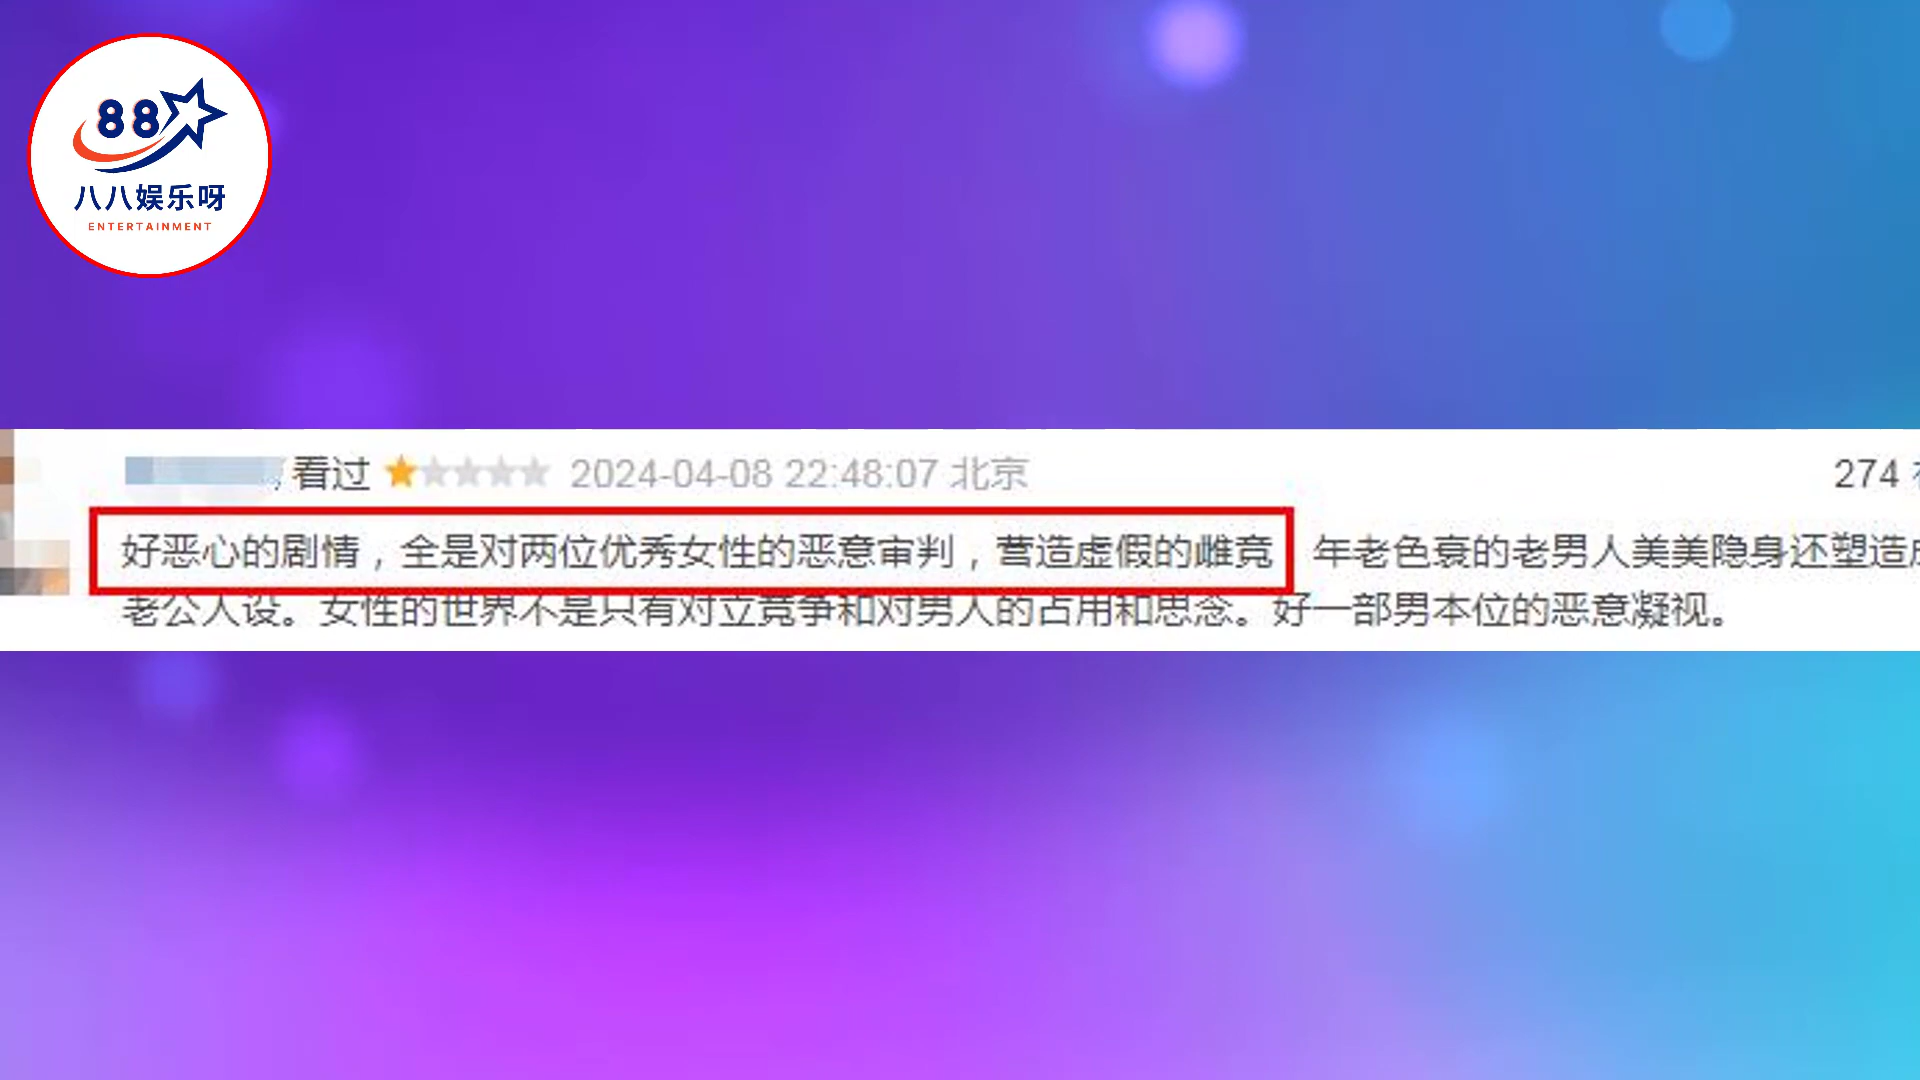 88
八八娱乐呀
ENTERTAINMENT
看过 2024-04-08 22:48:07 北京 274
好恶心的剧情，全是对两位优秀女性的恶意审判，营造虚假的雌竞 年老色衰的老男人美美隐身还塑造成
老公人设。女性的世界不是只有对立竞争和对男人的占用和思念。好一部男本位的恶意凝视。